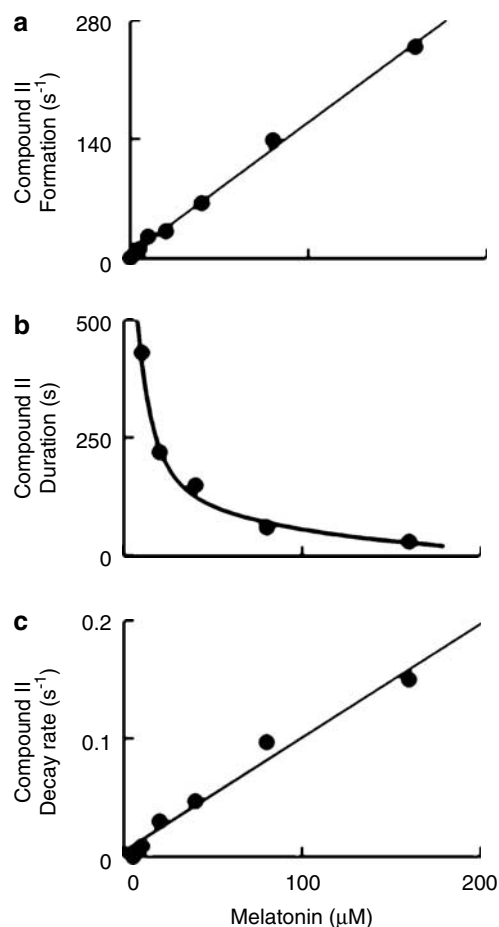 a
Compound II
Formation (s⁻¹)
280
140
0
b
Compound II
Duration (s)
500
250
0
c
Compound II
Decay rate (s⁻¹)
0.2
0.1
0
0 100 200
Melatonin (μM)